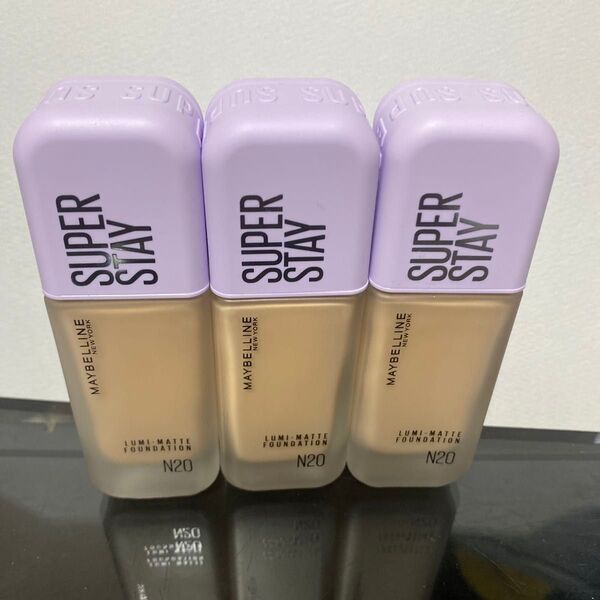 SUPER
STAY
MAYBELLINE
NEW YORK
LUMI-MATTE
FOUNDATION
N20
SUPER
STAY
MAYBELLINE
NEW YORK
LUMI-MATTE
FOUNDATION
N20
SUPER
STAY
MAYBELLINE
NEW YORK
LUMI-MATTE
FOUNDATION
N20